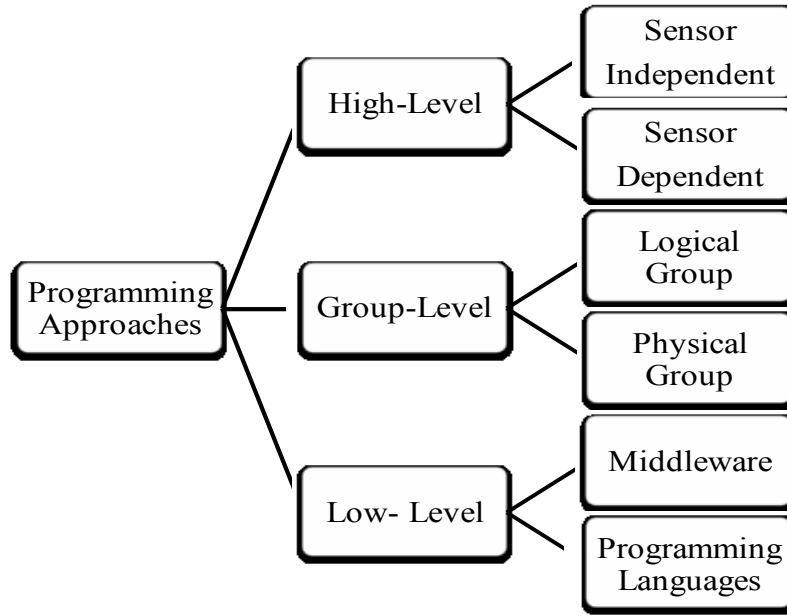 Programming
Approaches
High-Level
Sensor
Independent
Sensor
Dependent
Group-Level
Logical
Group
Physical
Group
Low- Level
Middleware
Programming
Languages